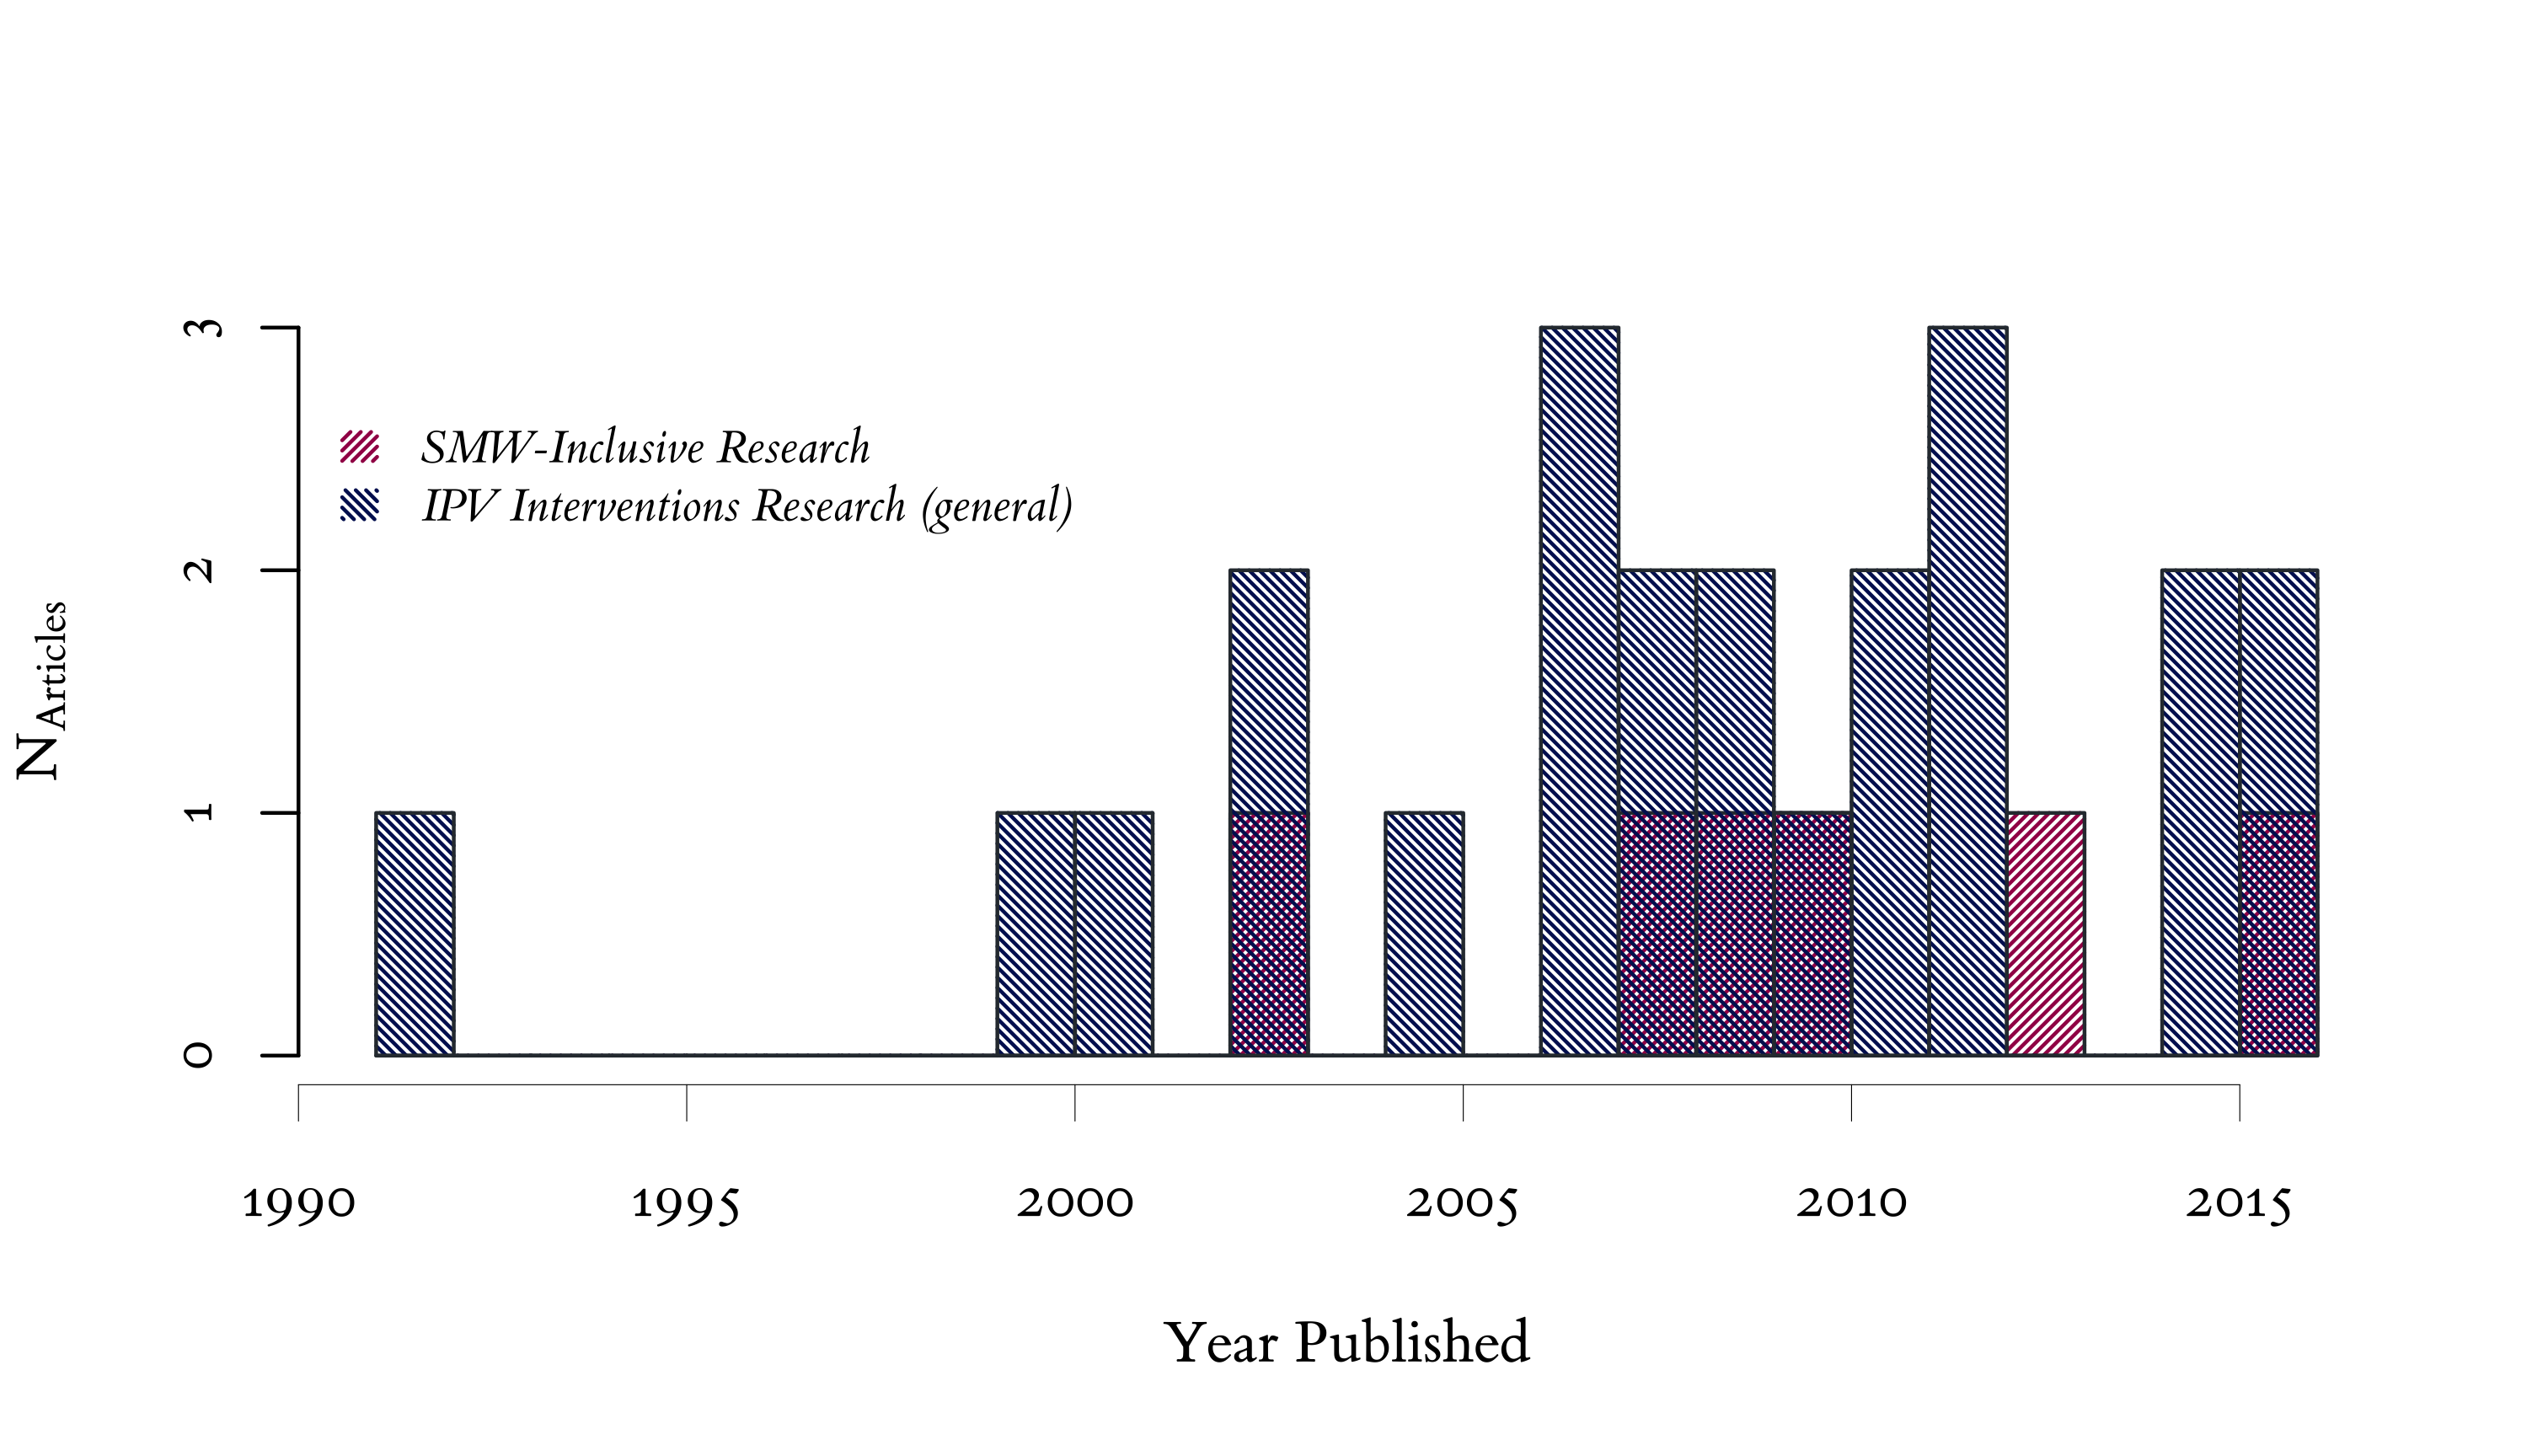 3
2
1
0
N Articles
SMW-Inclusive Research
IPV Interventions Research (general)
1990 1995 2000 2005 2010 2015
Year Published